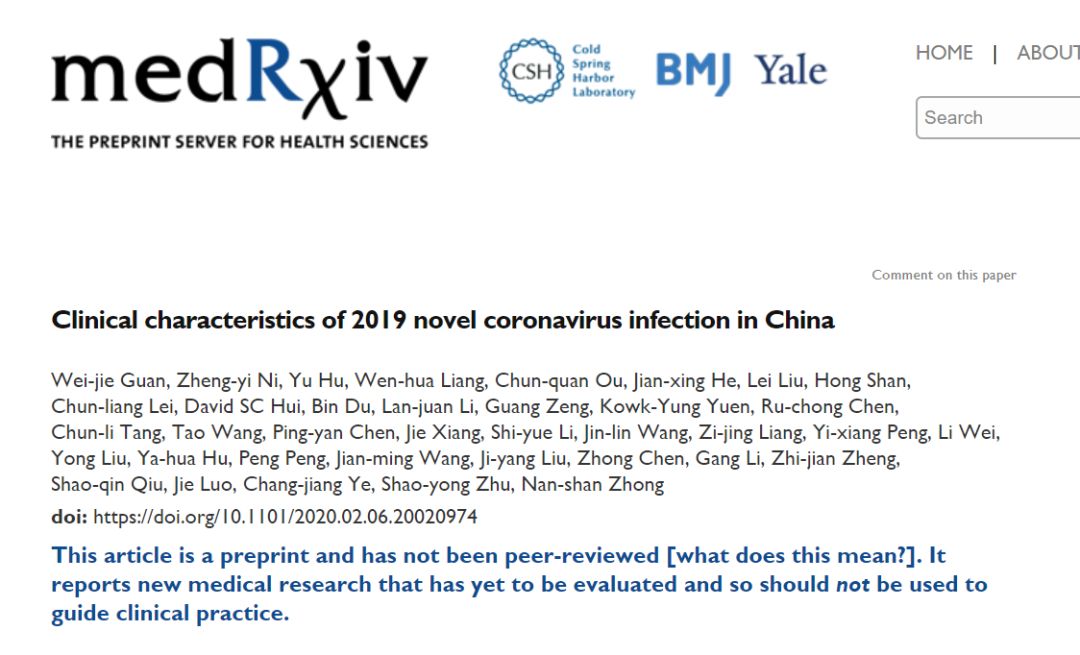 medRxiv
THE PREPRINT SERVER FOR HEALTH SCIENCES
CSH
Cold
Spring
Harbor
Laboratory
BMJ
Yale
HOME | ABOUT
Search
Comment on this paper
Clinical characteristics of 2019 novel coronavirus infection in China
Wei-jie Guan, Zheng-yi Ni, Yu Hu, Wen-hua Liang, Chun-quan Ou, Jian-xing He, Lei Liu, Hong Shan,
Chun-liang Lei, David SC Hui, Bin Du, Lan-juan Li, Guang Zeng, Kowk-Yung Yuen, Ru-chong Chen,
Chun-li Tang, Tao Wang, Ping-yan Chen, Jie Xiang, Shi-yue Li, Jin-lin Wang, Zi-jing Liang, Yi-xiang Peng, Li Wei,
Yong Liu, Ya-hua Hu, Peng Peng, Jian-ming Wang, Ji-yang Liu, Zhong Chen, Gang Li, Zhi-jian Zheng,
Shao-qin Qiu, Jie Luo, Chang-jiang Ye, Shao-yong Zhu, Nan-shan Zhong
doi: https://doi.org/10.1101/2020.02.06.20020974
This article is a preprint and has not been peer-reviewed [what does this mean?]. It
reports new medical research that has yet to be evaluated and so should not be used to
guide clinical practice.